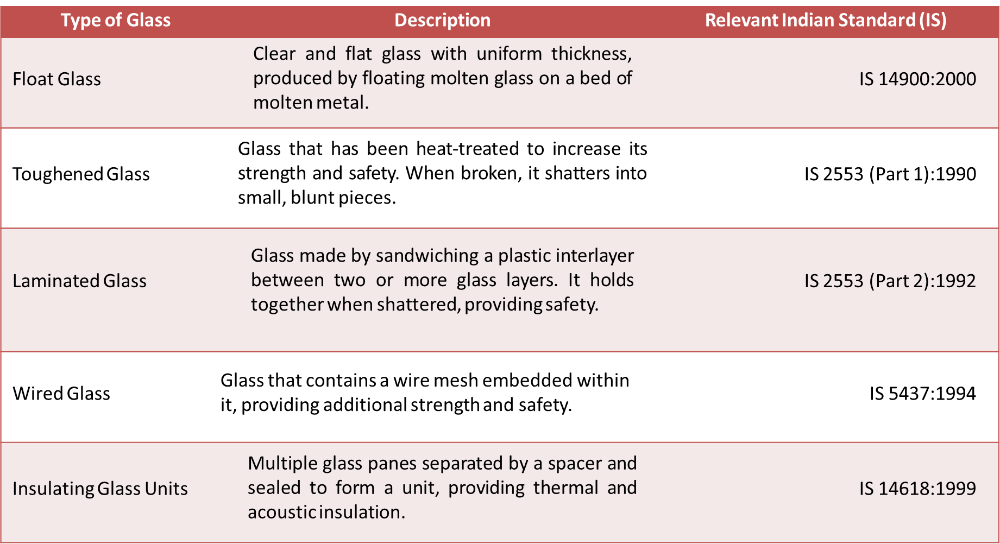 Type of Glass Description Relevant Indian Standard (IS)
Float Glass
Clear and flat glass with uniform thickness,
produced by floating molten glass on a bed of
molten metal.
IS 14900:2000
Toughened Glass
Glass that has been heat-treated to increase its
strength and safety. When broken, it shatters into
small, blunt pieces.
IS 2553 (Part 1):1990
Laminated Glass
Glass made by sandwiching a plastic interlayer
between two or more glass layers. It holds
together when shattered, providing safety.
IS 2553 (Part 2):1992
Wired Glass
Glass that contains a wire mesh embedded within
it, providing additional strength and safety.
IS 5437:1994
Insulating Glass Units
Multiple glass panes separated by a spacer and
sealed to form a unit, providing thermal and
acoustic insulation.
IS 14618:1999